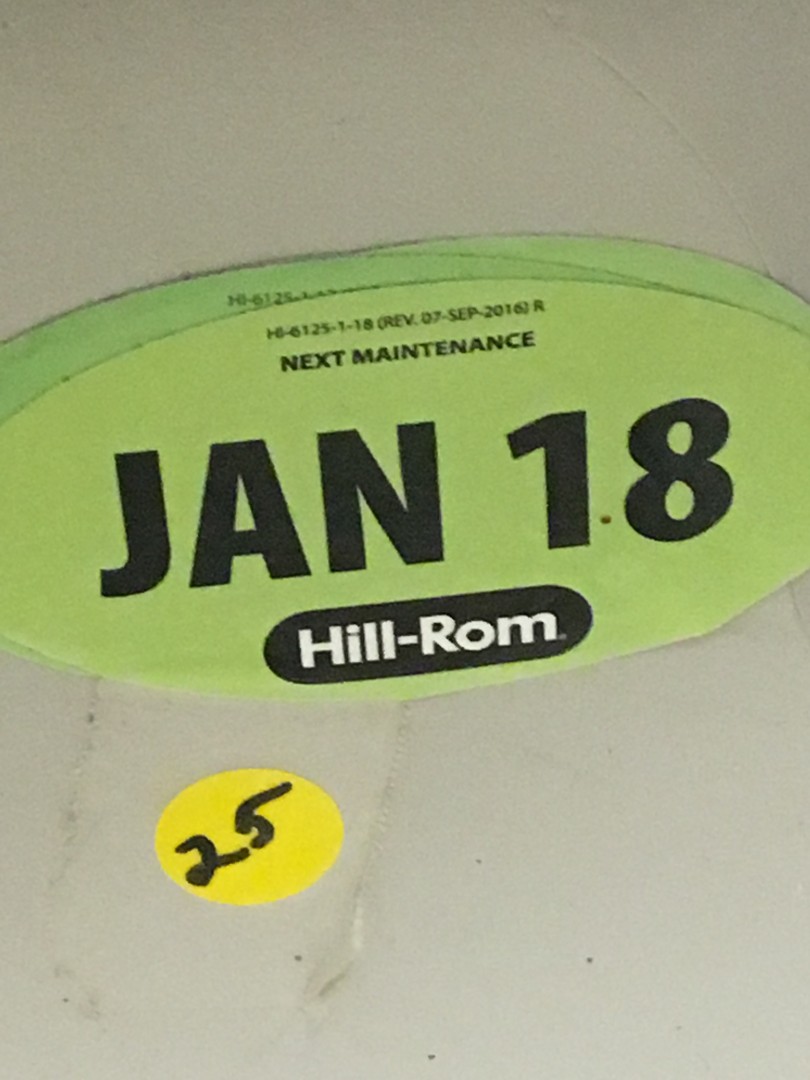 HI-6125-1-18 (REV. 07-SEP-2016) R
NEXT MAINTENANCE
JAN 18
Hill-Rom
25